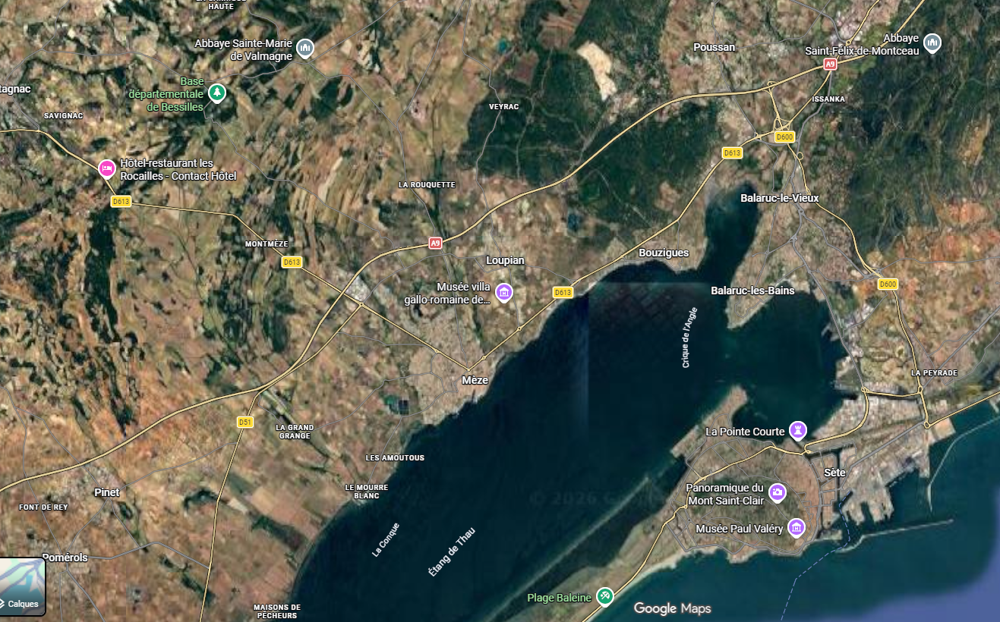 HAUTE
Abbaye Sainte-Marie
de Valmagne
Poussan
Abbaye
Saint-Félix-de-Montceau
A9
Base
départementale
de Bessilles
tagnac
SAVIGNAC
VEYRAC
ISSANKA
D600
D613
Hôtel-restaurant les
Rocailles - Contact Hôtel
LA ROUQUETTE
D613
Balaruc-le-Vieux
MONTMÈZE
A9
D613
Loupian
Bouzigues
D600
Musée villa
gallo-romaine de...
D613
Balaruc-les-Bains
Crique de l'Angle
Mèze
LA PEYRADE
D51
LA GRAND
GRANGE
La Pointe Courte
LES AMOUTOUS
Sète
LE MOURRE
BLANC
Pinet
Panoramique du
Mont Saint-Clair
FONT DE REY
Musée Paul Valéry
La Conque
Étang de Thau
Pomérols
Plage Baleine
Calques
MAISONS DE
PÊCHEURS
Google Maps